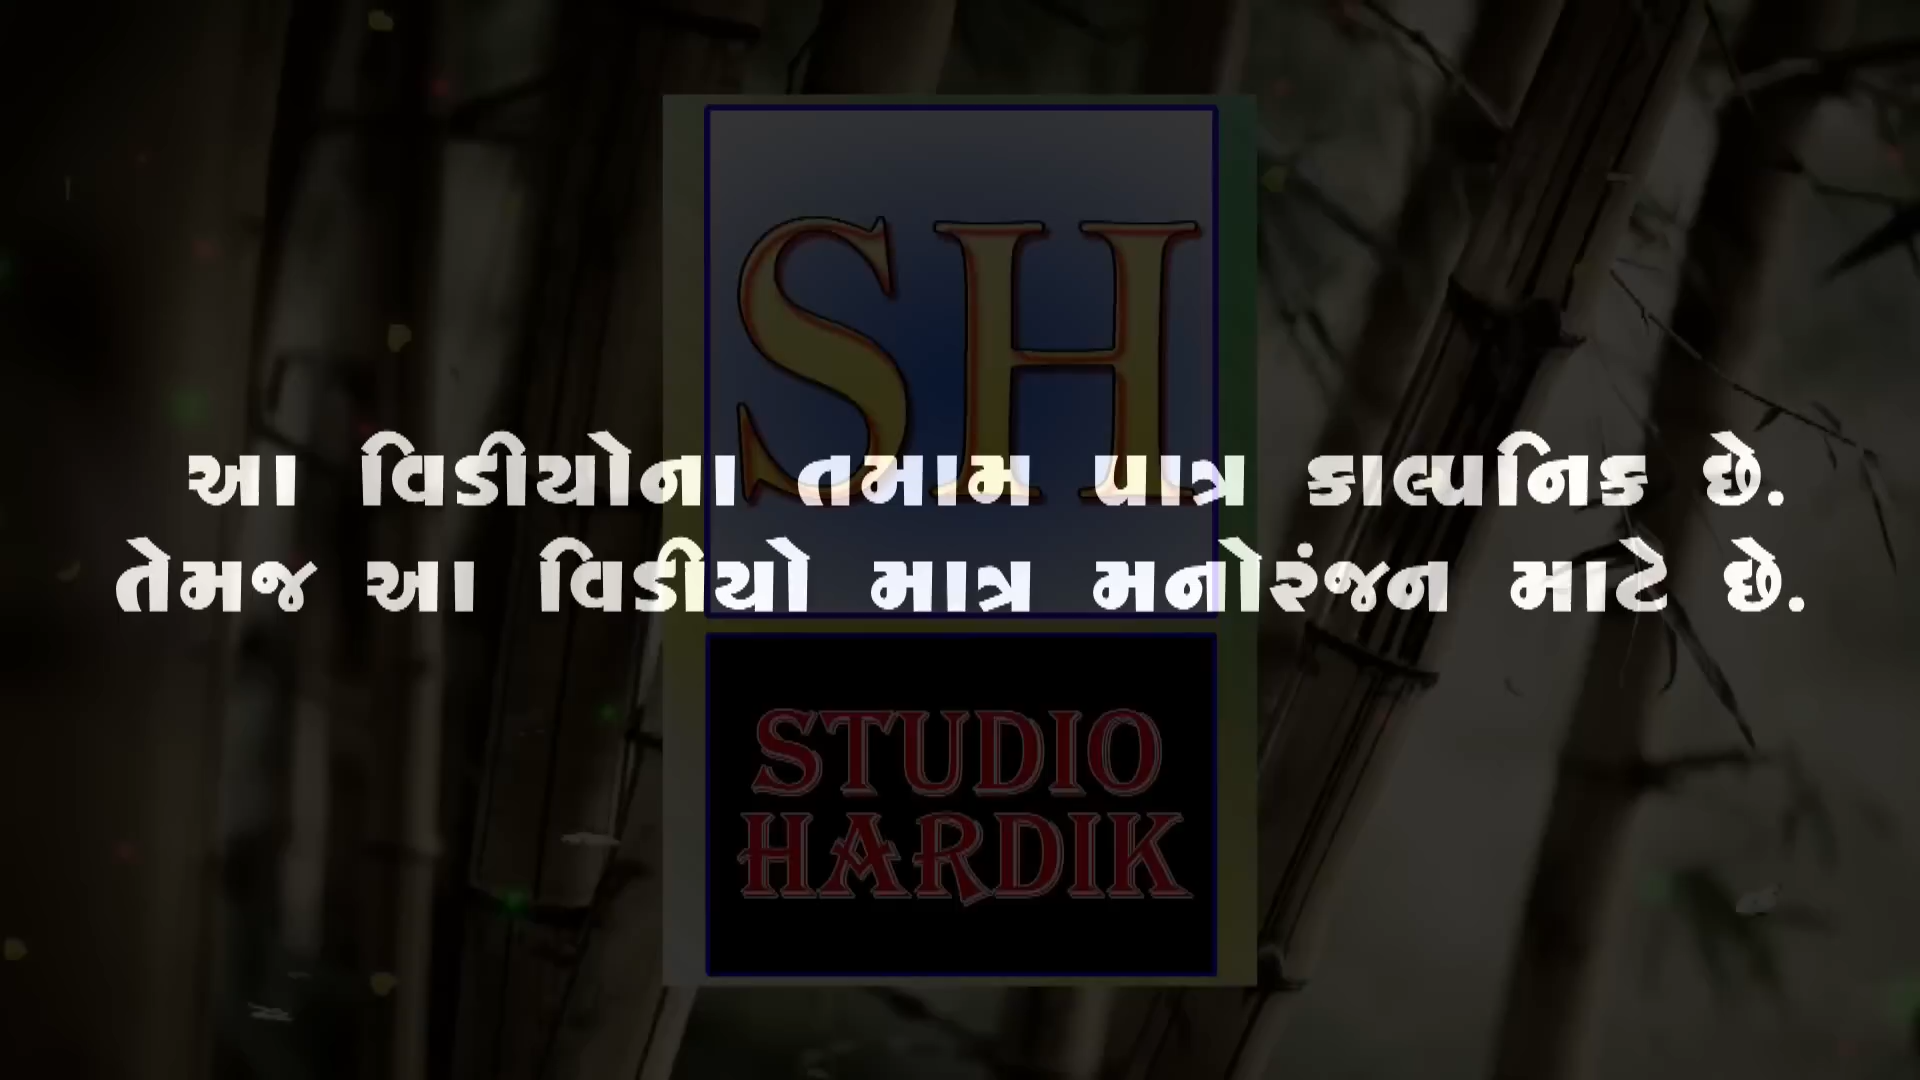 SH
આ વિડીયોના તમામ પાત્ર કાલ્પનિક છે.
તેમજ આ વિડીયો માત્ર મનોરંજન માટે છે.
STUDIO
HARDIK